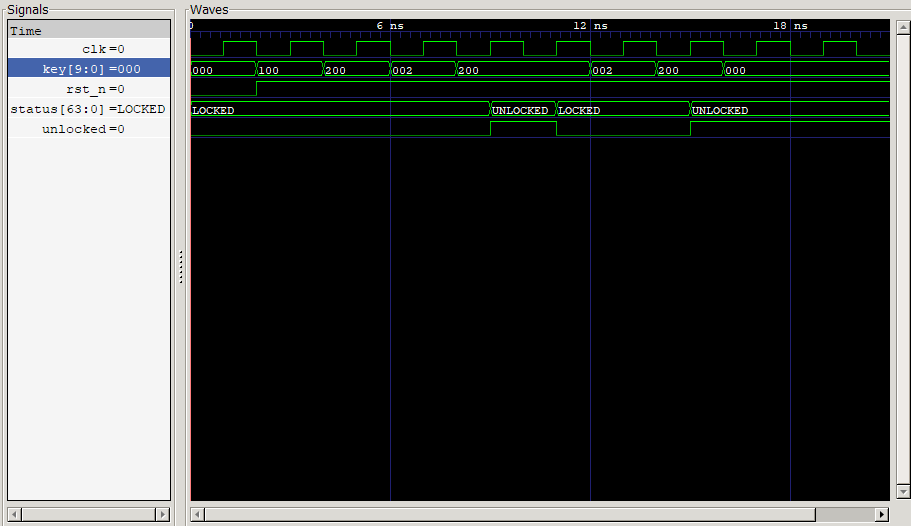 Signals
Time
clk=0
key[9:0]=000
rst_n=0
status[63:0]=LOCKED
unlocked=0
Waves
0 6 ns 12 ns 18 ns
000 100 200 002 200 002 200 000
LOCKED UNLOCKED LOCKED UNLOCKED